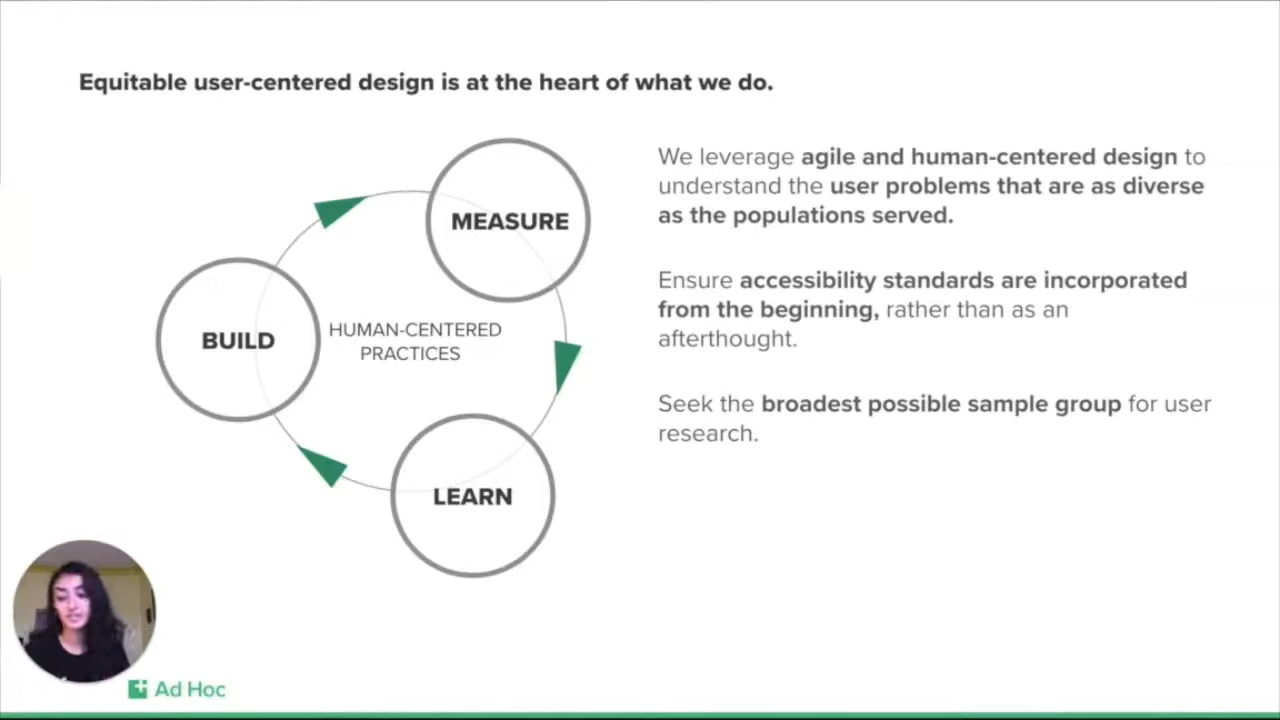 Equitable user-centered design is at the heart of what we do.
MEASURE
BUILD
HUMAN-CENTERED
PRACTICES
LEARN
We leverage agile and human-centered design to
understand the user problems that are as diverse
as the populations served.
Ensure accessibility standards are incorporated
from the beginning, rather than as an
afterthought.
Seek the broadest possible sample group for user
research.
Ad Hoc